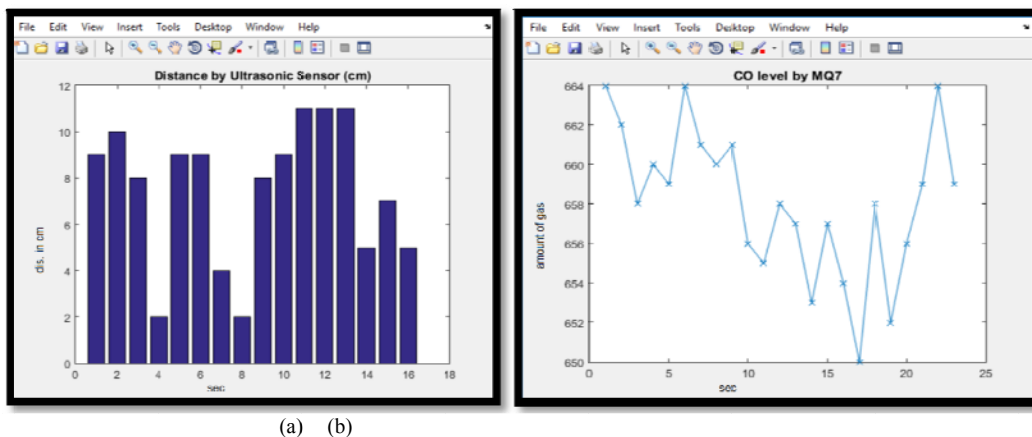 File Edit View Insert Tools Desktop Window Help
Distance by Ultrasonic Sensor (cm)
12
10
8
6
4
2
0
dis. in cm
0 2 4 6 8 10 12 14 16 18
sec
File Edit View Insert Tools Desktop Window Help
CO level by MQ7
664
662
660
658
656
654
652
650
amount of gas
0 5 10 15 20 25
sec
(a) (b)